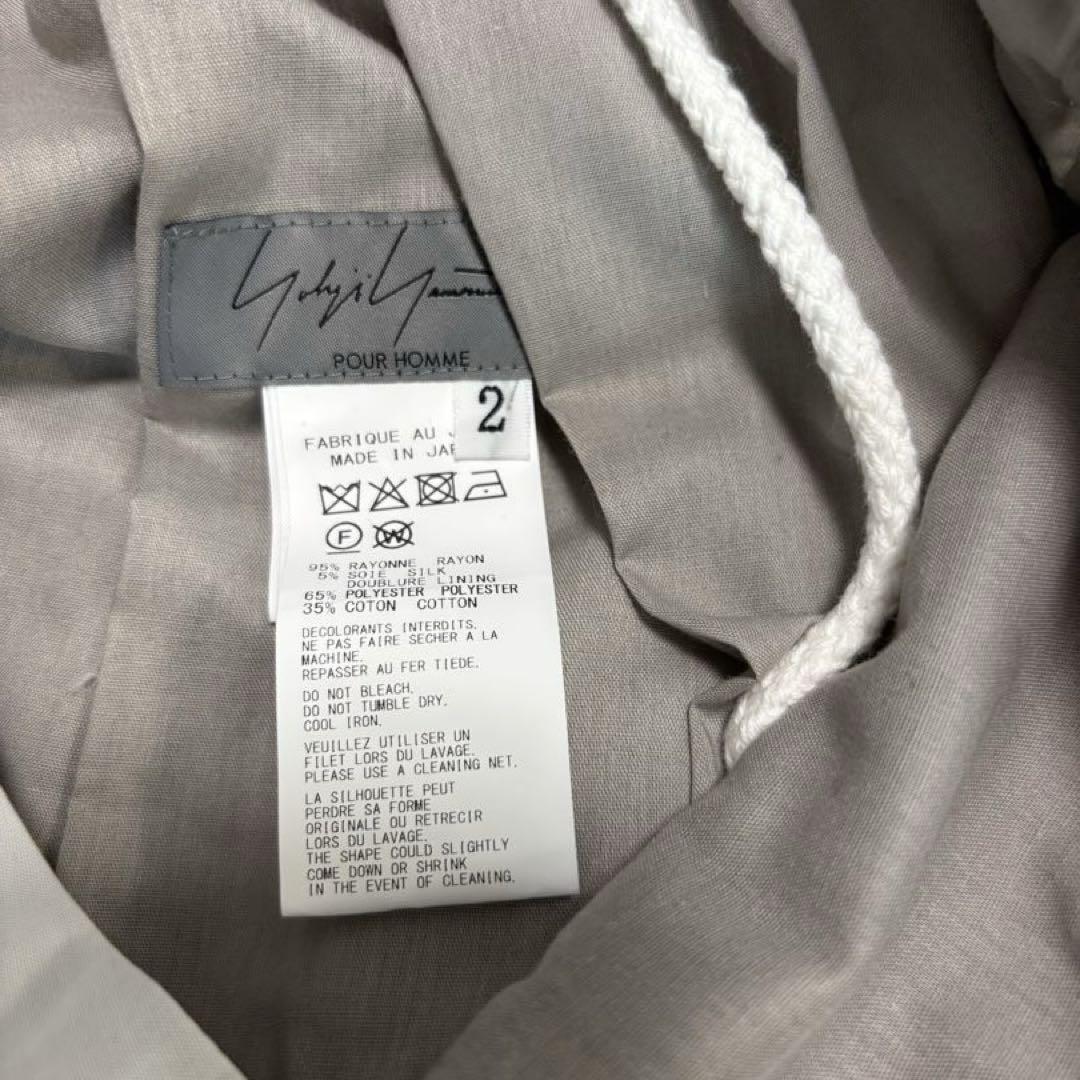 Yohji Yamamoto
POUR HOMME
2
FABRIQUE AU
MADE IN
F
W
95% RAYONNE RAYON
5% SOIE SILK
DOUBLURE LINING
65% POLYESTER POLYESTER
35% COTON COTTON
DECOLORANTS INTERDITS.
NE PAS FAIRE SECHER A LA
MACHINE.
REPASSER AU FER TIEDE.
DO NOT BLEACH.
DO NOT TUMBLE DRY.
COOL IRON.
VEUILLEZ UTILISER UN
FILET LORS DU LAVAGE.
PLEASE USE A CLEANING NET.
LA SILHOUETTE PEUT
PERDRE SA FORME
ORIGINALE OU RETRECIR
LORS DU LAVAGE.
THE SHAPE COULD SLIGHTLY
COME DOWN OR SHRINK
IN THE EVENT OF CLEANING.